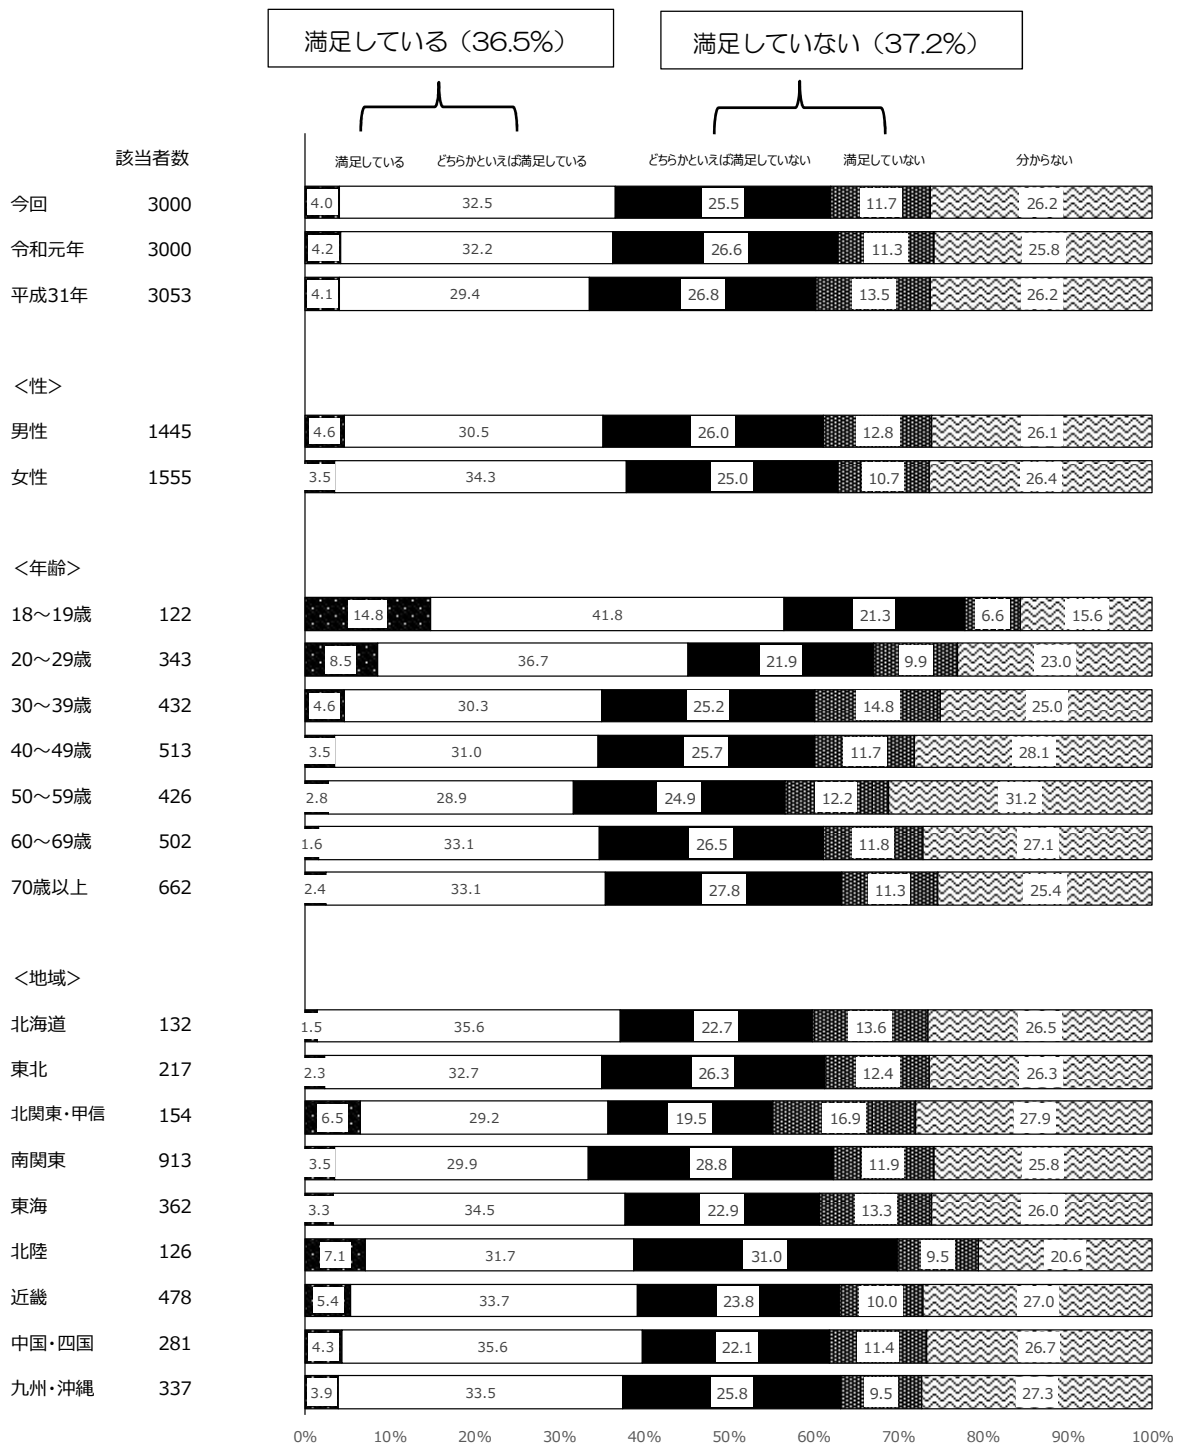 満足している（36.5%） 満足していない（37.2%）
該当者数 満足している どちらかといえば満足している どちらかといえば満足していない 満足していない 分からない
今回 3000 4.0 32.5 25.5 11.7 26.2
令和元年 3000 4.2 32.2 26.6 11.3 25.8
平成31年 3053 4.1 29.4 26.8 13.5 26.2
＜性＞
男性 1445 4.6 30.5 26.0 12.8 26.1
女性 1555 3.5 34.3 25.0 10.7 26.4
＜年齢＞
18～19歳 122 14.8 41.8 21.3 6.6 15.6
20～29歳 343 8.5 36.7 21.9 9.9 23.0
30～39歳 432 4.6 30.3 25.2 14.8 25.0
40～49歳 513 3.5 31.0 25.7 11.7 28.1
50～59歳 426 2.8 28.9 24.9 12.2 31.2
60～69歳 502 1.6 33.1 26.5 11.8 27.1
70歳以上 662 2.4 33.1 27.8 11.3 25.4
＜地域＞
北海道 132 1.5 35.6 22.7 13.6 26.5
東北 217 2.3 32.7 26.3 12.4 26.3
北関東・甲信 154 6.5 29.2 19.5 16.9 27.9
南関東 913 3.5 29.9 28.8 11.9 25.8
東海 362 3.3 34.5 22.9 13.3 26.0
北陸 126 7.1 31.7 31.0 9.5 20.6
近畿 478 5.4 33.7 23.8 10.0 27.0
中国・四国 281 4.3 35.6 22.1 11.4 26.7
九州・沖縄 337 3.9 33.5 25.8 9.5 27.3
0% 10% 20% 30% 40% 50% 60% 70% 80% 90% 100%